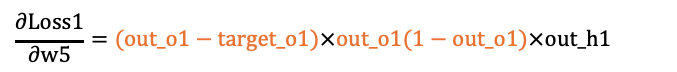 ∂Loss1/∂w5 = (out_o1 − target_o1)×out_o1(1 − out_o1)×out_h1